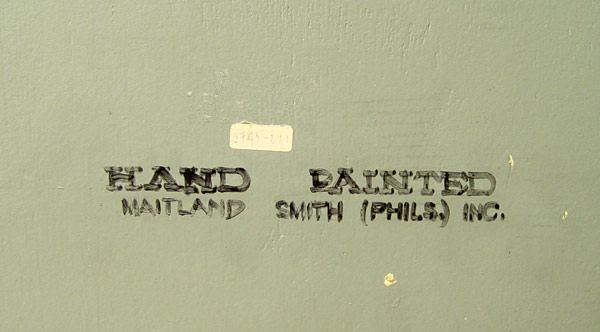 HAND PAINTED
MAITLAND SMITH (PHILS.) INC.